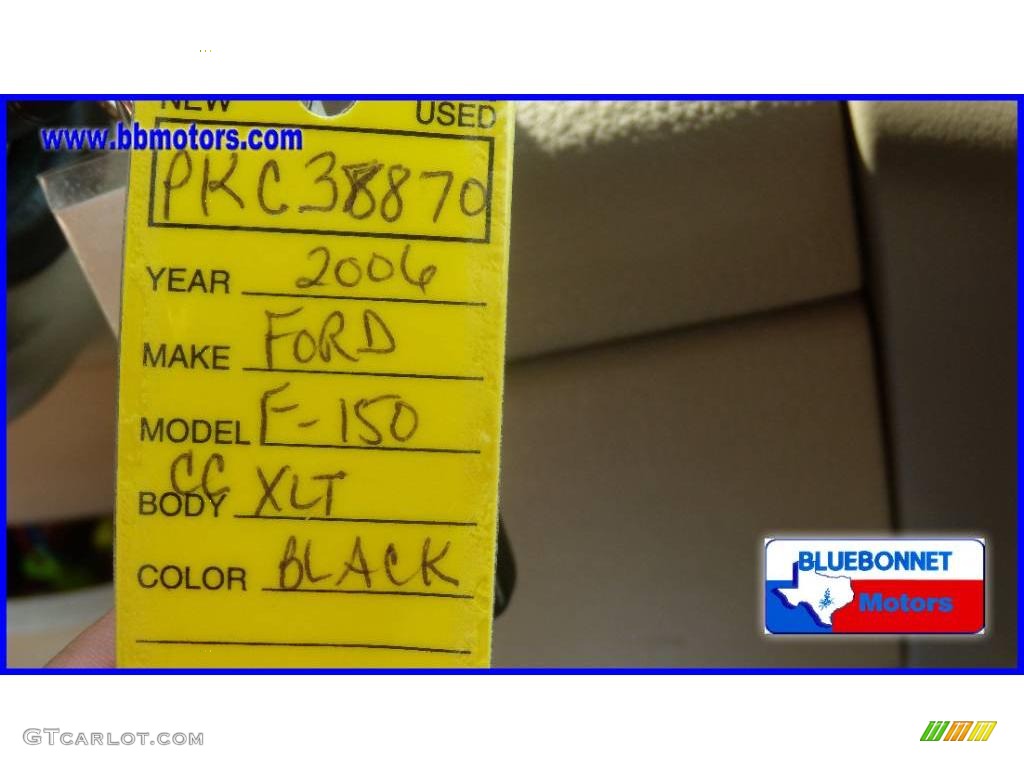 NEW USED
www.bbmotors.com
PKC38870
YEAR 2006
MAKE FORD
MODEL F-150
CC
BODY XLT
COLOR BLACK
BLUEBONNET
Motors
GTCARLOT.COM